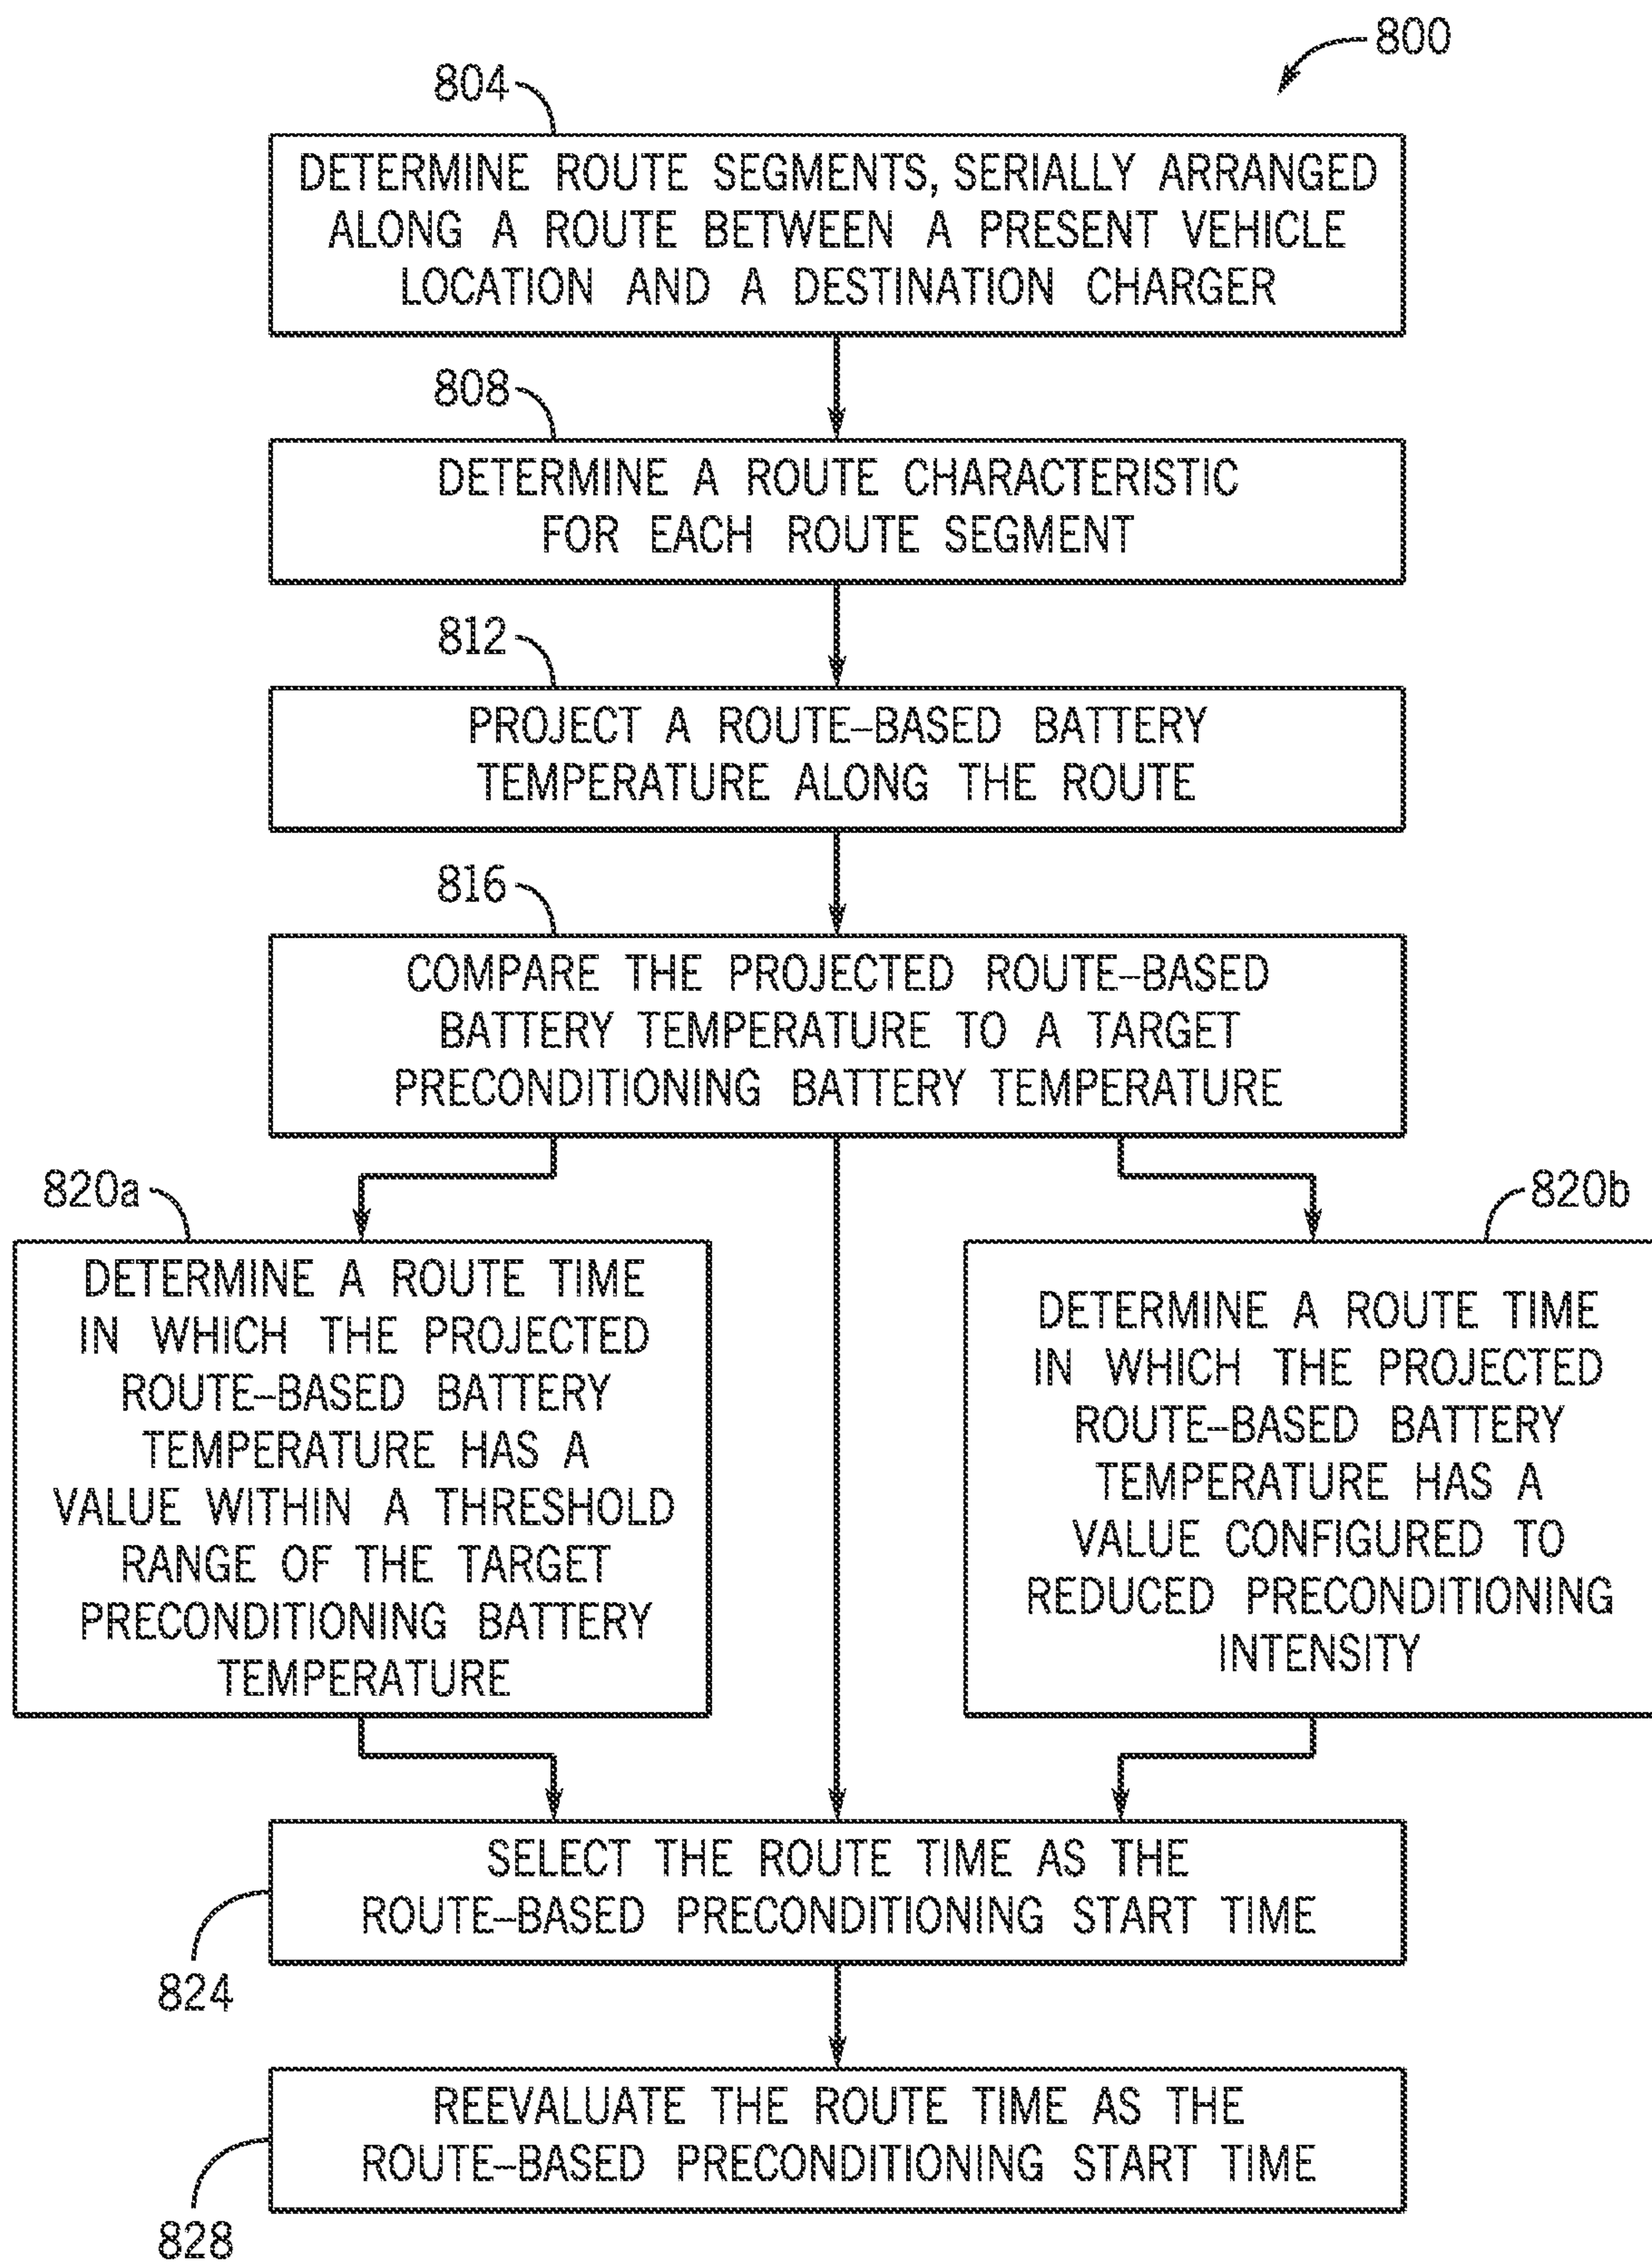 800
804
DETERMINE ROUTE SEGMENTS, SERIALLY ARRANGED
ALONG A ROUTE BETWEEN A PRESENT VEHICLE
LOCATION AND A DESTINATION CHARGER
808
DETERMINE A ROUTE CHARACTERISTIC
FOR EACH ROUTE SEGMENT
812
PROJECT A ROUTE–BASED BATTERY
TEMPERATURE ALONG THE ROUTE
816
COMPARE THE PROJECTED ROUTE–BASED
BATTERY TEMPERATURE TO A TARGET
PRECONDITIONING BATTERY TEMPERATURE
820a
DETERMINE A ROUTE TIME
IN WHICH THE PROJECTED
ROUTE–BASED BATTERY
TEMPERATURE HAS A
VALUE WITHIN A THRESHOLD
RANGE OF THE TARGET
PRECONDITIONING BATTERY
TEMPERATURE
820b
DETERMINE A ROUTE TIME
IN WHICH THE PROJECTED
ROUTE–BASED BATTERY
TEMPERATURE HAS A
VALUE CONFIGURED TO
REDUCED PRECONDITIONING
INTENSITY
SELECT THE ROUTE TIME AS THE
ROUTE–BASED PRECONDITIONING START TIME
824
REEVALUATE THE ROUTE TIME AS THE
ROUTE–BASED PRECONDITIONING START TIME
828